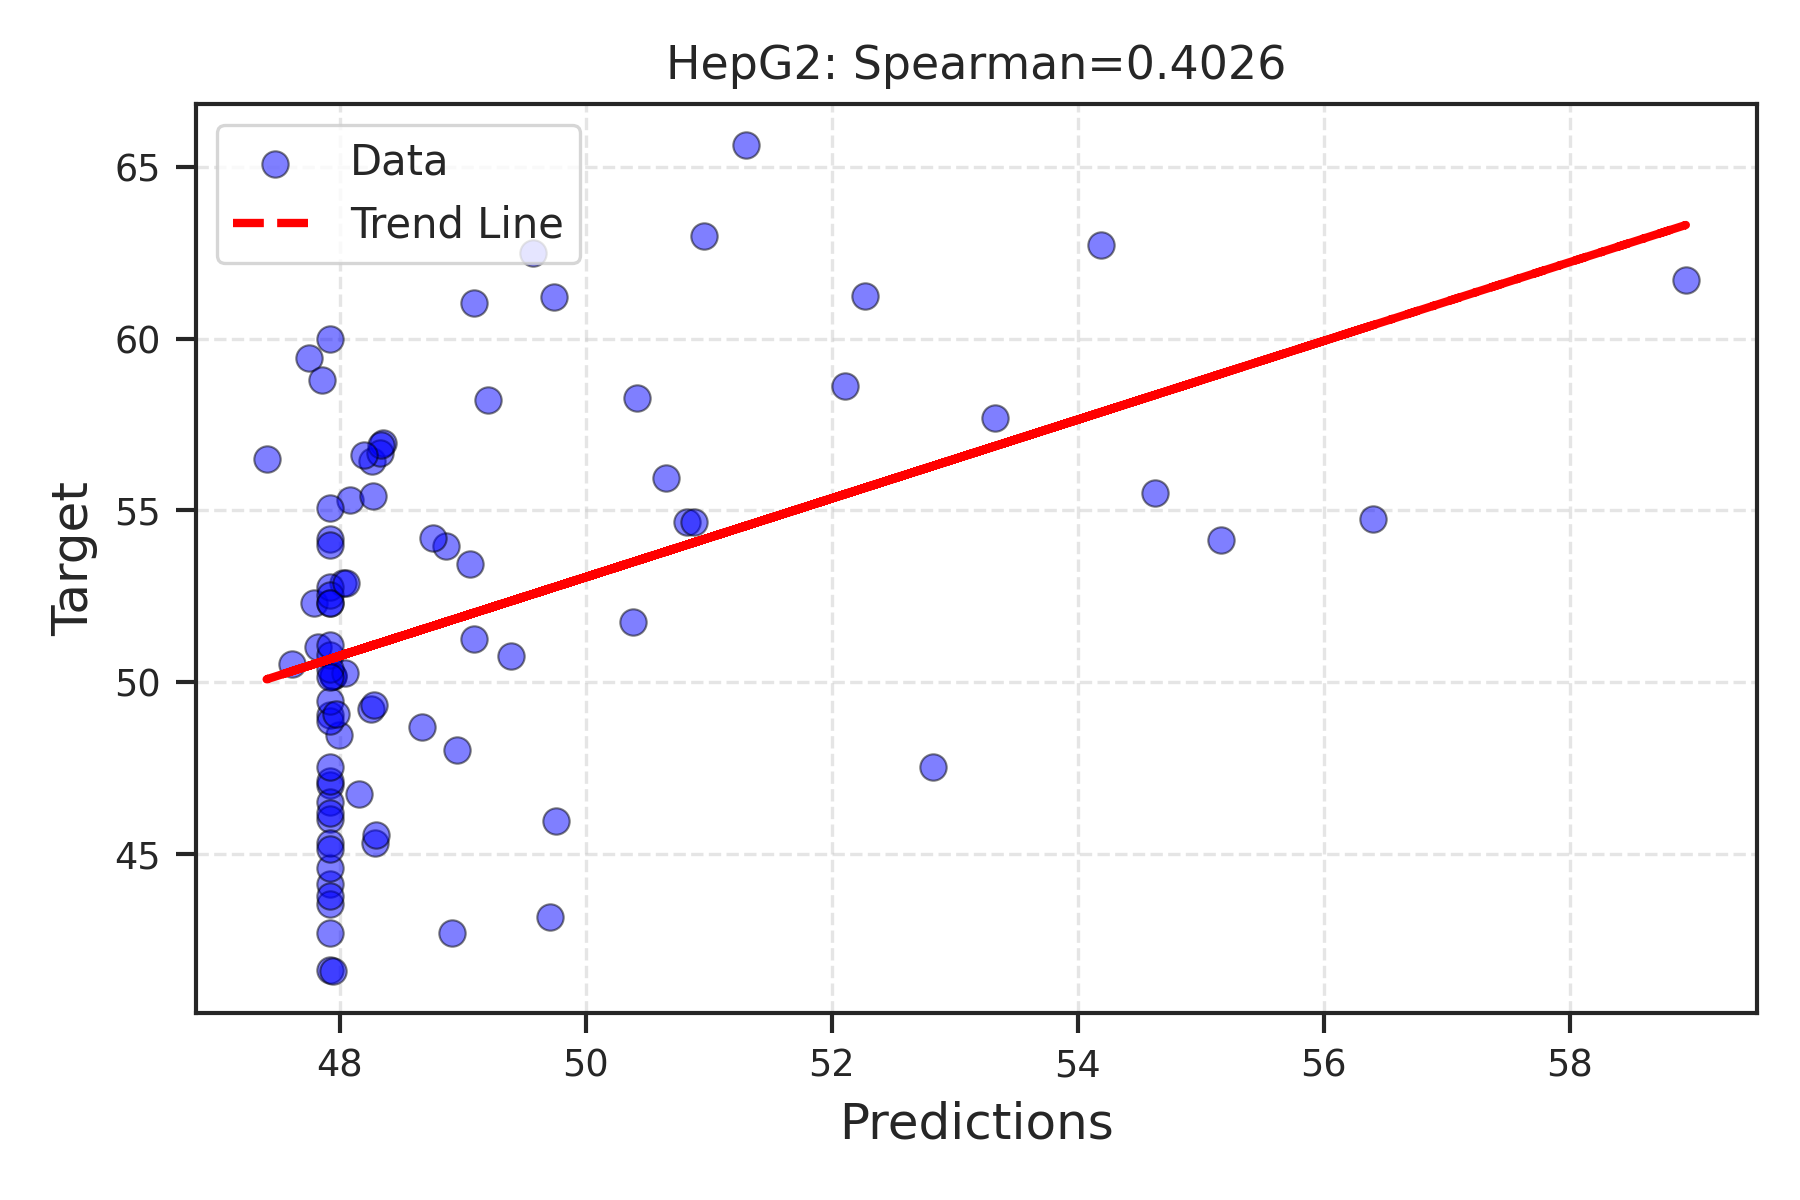 HepG2: Spearman=0.4026
Data
Trend Line
65
60
55
50
45
Target
48 50 52 54 56 58
Predictions